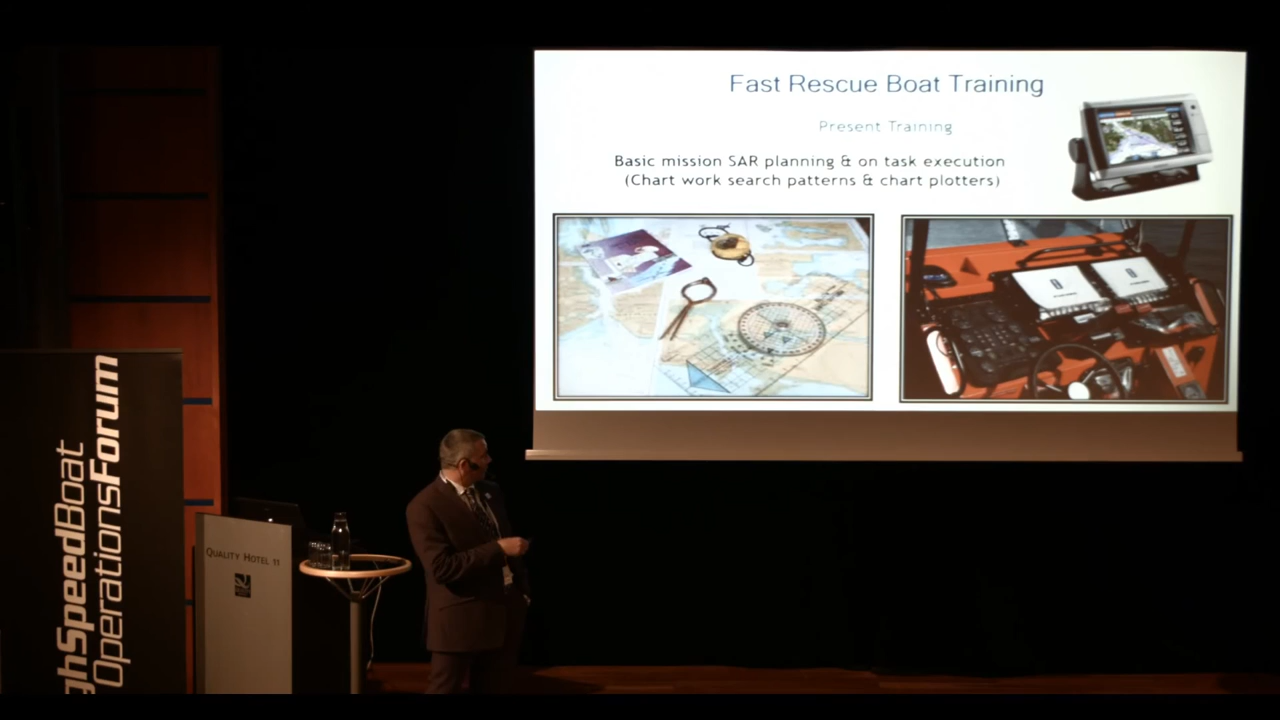 Fast Rescue Boat Training
Present Training
Basic mission SAR planning & on task execution
(Chart work search patterns & chart plotters)
ghSpeedBoat
OperationsForum
QUALITY HOTEL 11